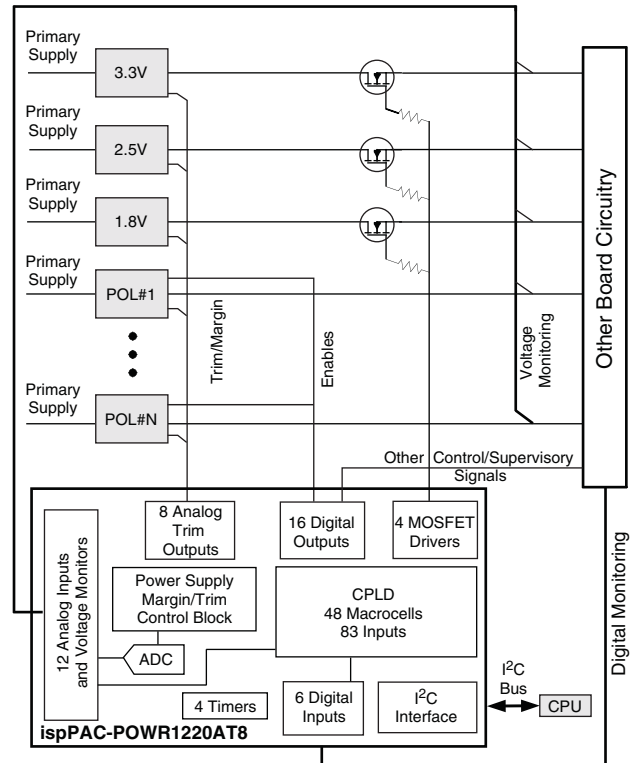 Primary
Supply
3.3V
Primary
Supply
2.5V
Primary
Supply
1.8V
Primary
Supply
POL#1
Primary
Supply
POL#N
Trim/Margin
Enables
Voltage
Monitoring
Other Board Circuitry
Other Control/Supervisory
Signals
8 Analog
Trim
Outputs
16 Digital
Outputs
4 MOSFET
Drivers
12 Analog Inputs
and Voltage Monitors
Power Supply
Margin/Trim
Control Block
CPLD
48 Macrocells
83 Inputs
ADC
4 Timers
6 Digital
Inputs
I2C
Interface
I2C
Bus
CPU
Digital Monitoring
ispPAC-POWR1220AT8